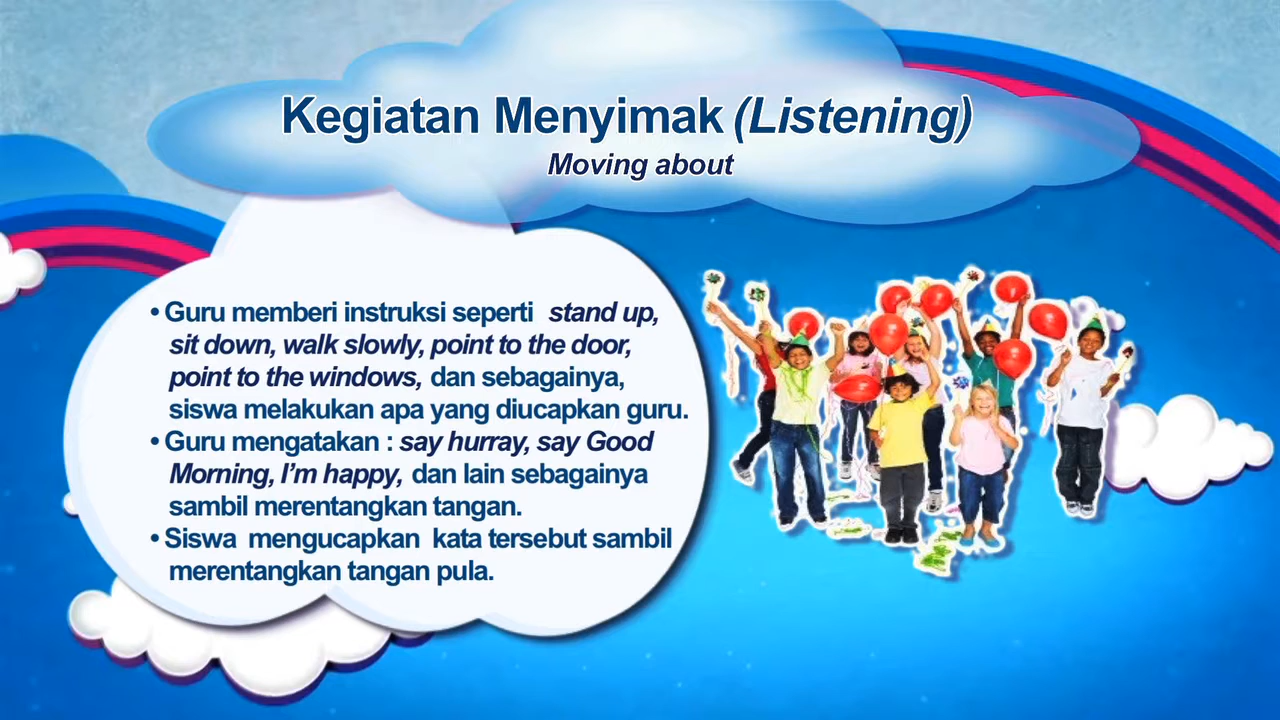 Kegiatan Menyimak (Listening)
Moving about
• Guru memberi instruksi seperti stand up,
sit down, walk slowly, point to the door,
point to the windows, dan sebagainya,
siswa melakukan apa yang diucapkan guru.
• Guru mengatakan : say hurray, say Good
Morning, I'm happy, dan lain sebagainya
sambil merentangkan tangan.
• Siswa mengucapkan kata tersebut sambil
merentangkan tangan pula.